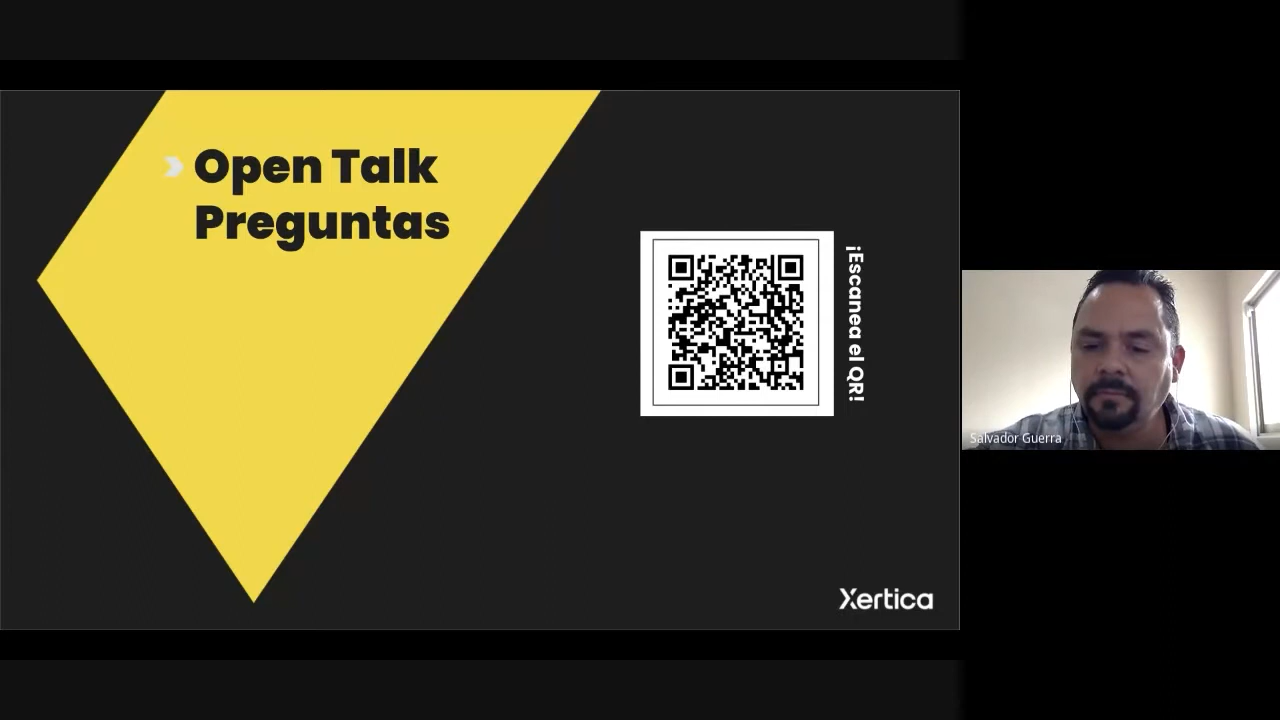 Open Talk
Preguntas
¡Escanea el QR!
Xertica
Salvador Guerra